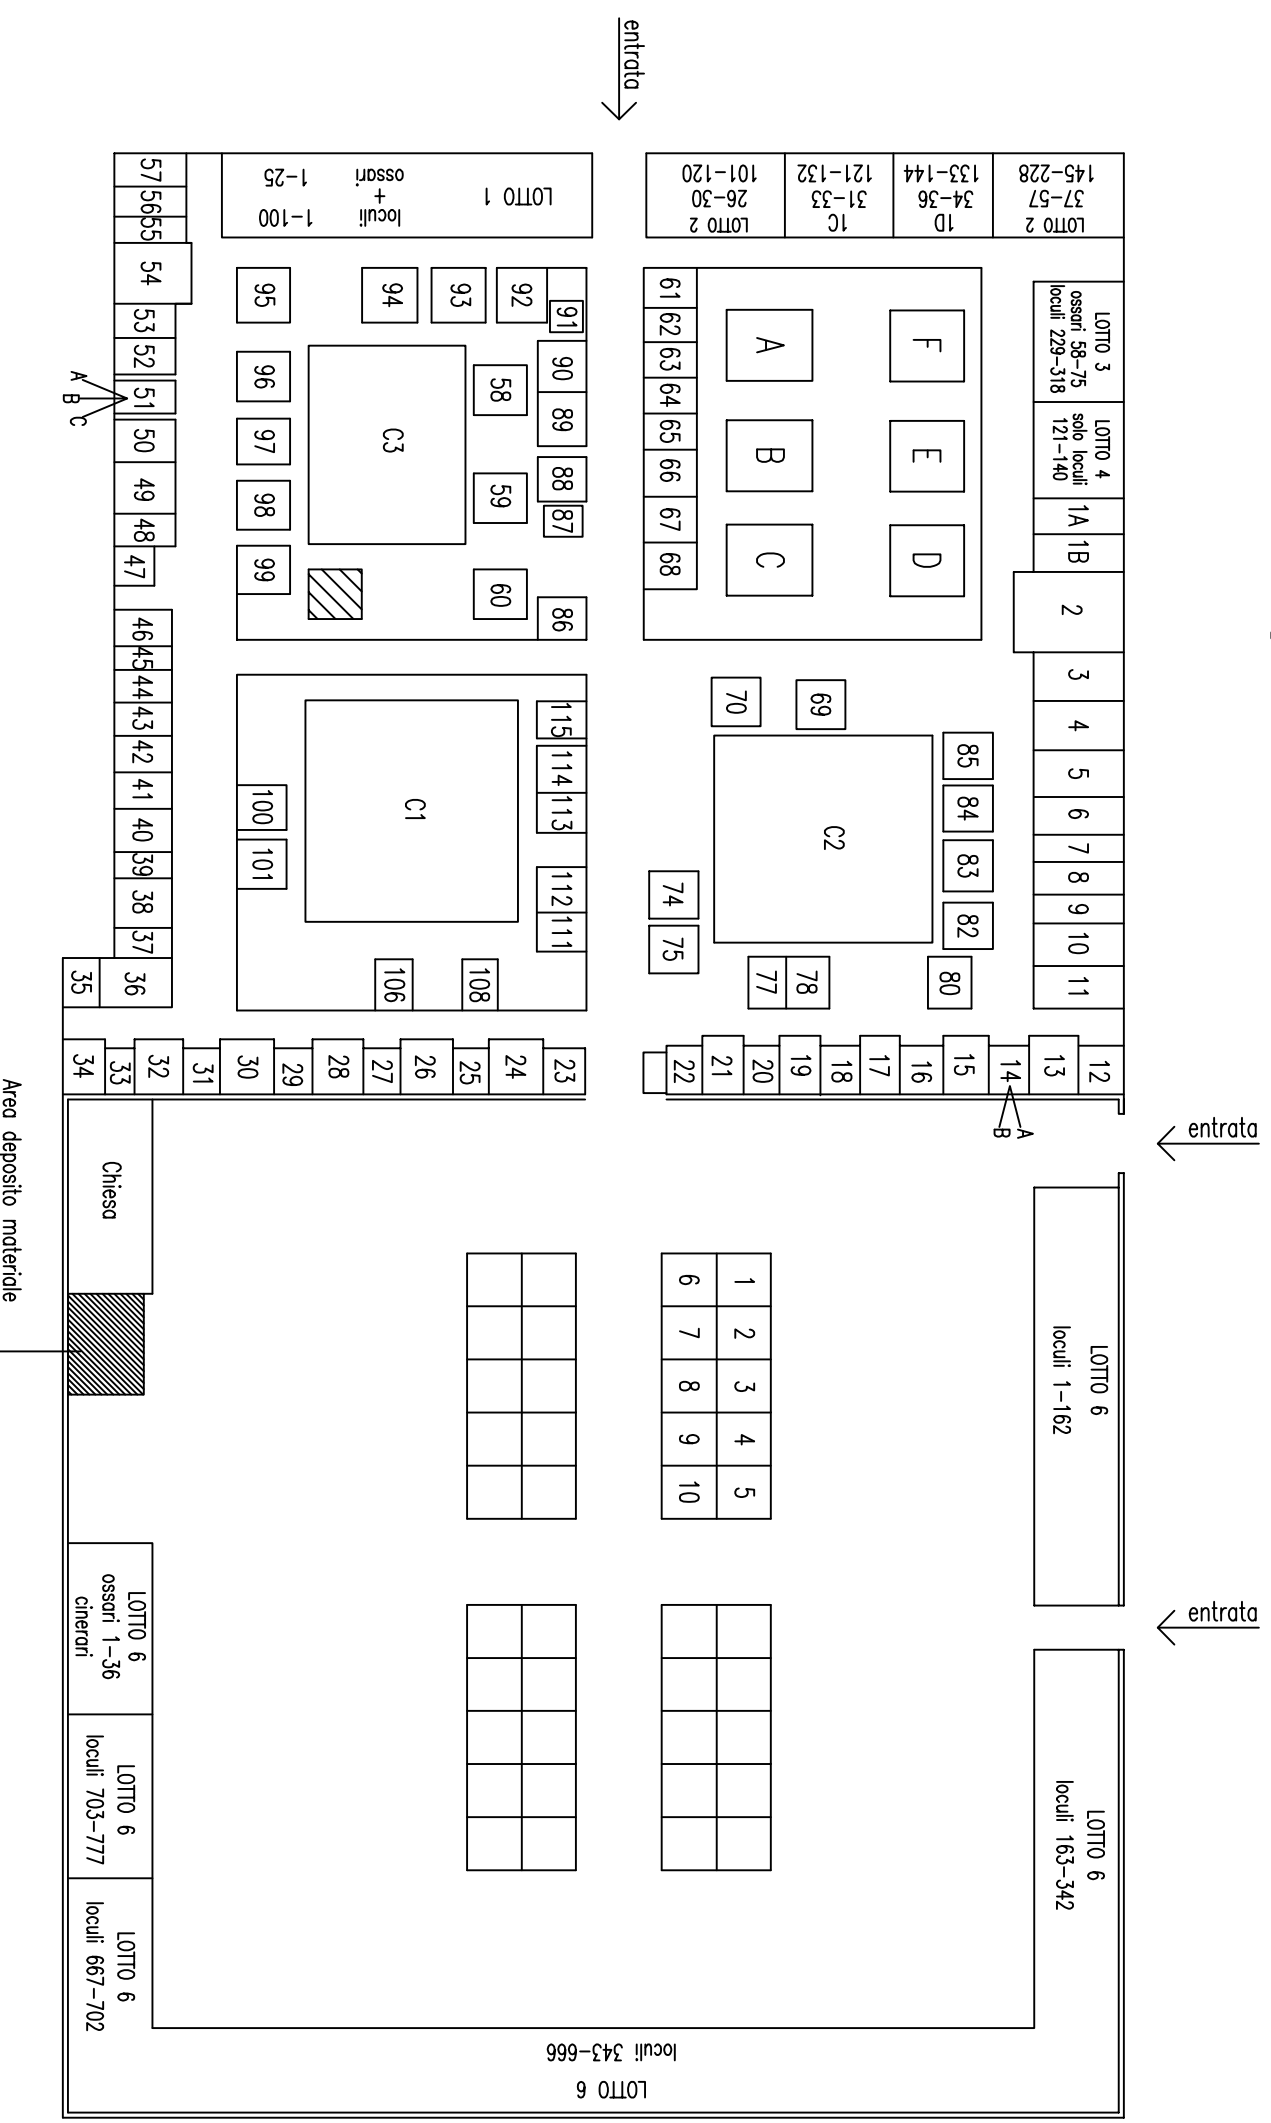 entrata
57
56
55
54
53
52
51
A
B
C
50
49
48
47
46
45
44
43
42
41
40
39
38
37
36
35
LOTTO 1
loculi
+
ossari
1-100
1-25
LOTTO 2
26-30
101-120
1C
31-33
121-132
1D
34-36
133-144
LOTTO 2
37-57
145-228
LOTTO 3
ossari 58-75
loculi 229-318
LOTTO 4
solo loculi
121-140
1A
1B
2
3
4
5
6
7
8
9
10
11
61
62
63
64
65
66
67
68
A
B
C
F
E
D
95
94
93
92
91
90
89
88
87
86
96
97
98
99
58
59
60
C3
C1
115
114
113
112
111
100
101
106
108
70
69
C2
85
84
83
82
80
74
75
77
78
34
33
32
31
30
29
28
27
26
25
24
23
22
21
20
19
18
17
16
15
14
A
B
13
12
entrata
Chiesa
Area deposito materiale
1
2
3
4
5
6
7
8
9
10
LOTTO 6
loculi 1-162
entrata
LOTTO 6
loculi 163-342
LOTTO 6
ossari 1-36
cinerari
LOTTO 6
loculi 703-777
LOTTO 6
loculi 667-702
LOTTO 6
loculi 343-666